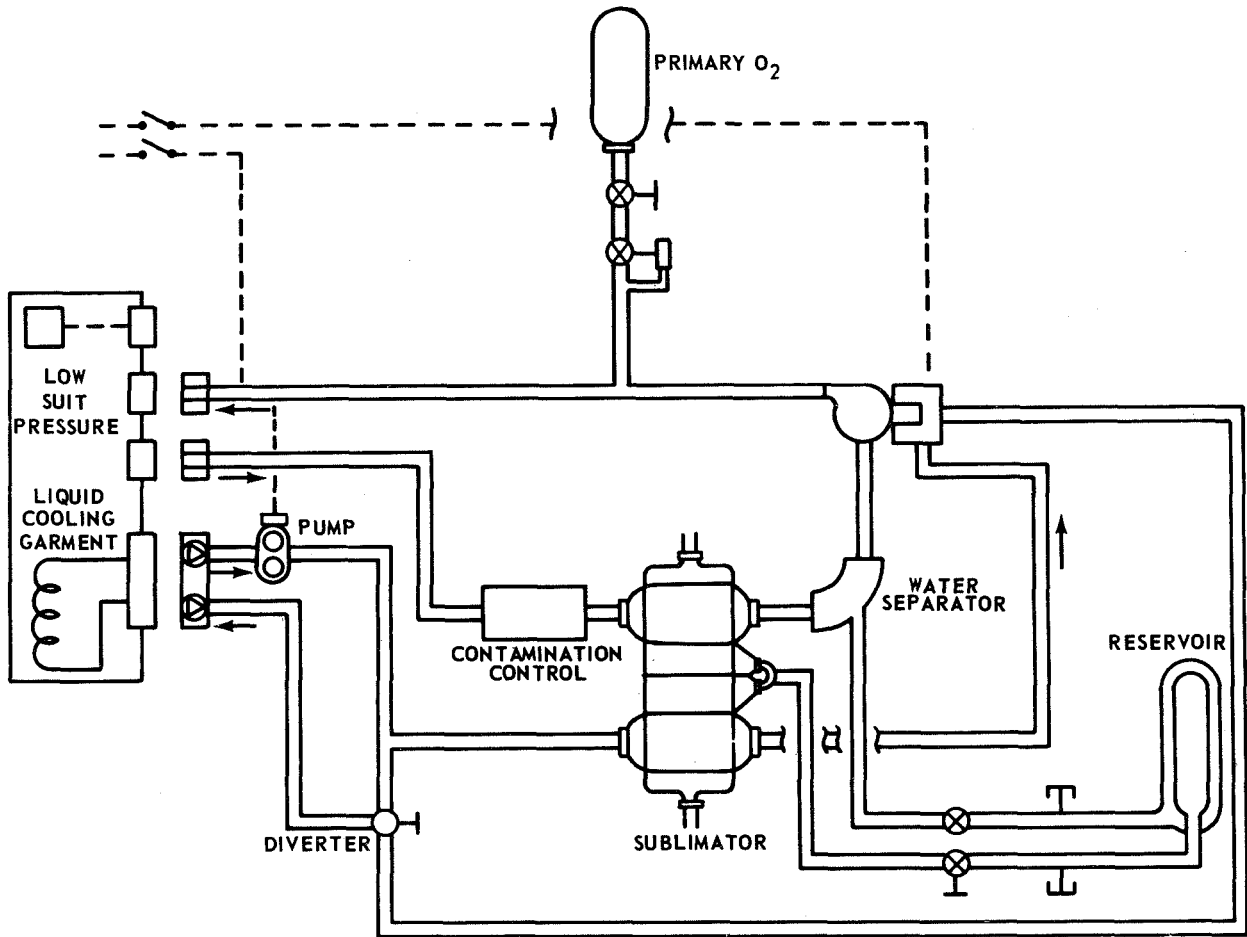 PRIMARY O2
LOW
SUIT
PRESSURE
LIQUID
COOLING
GARMENT
PUMP
WATER
SEPARATOR
CONTAMINATION
CONTROL
RESERVOIR
DIVERTER
SUBLIMATOR